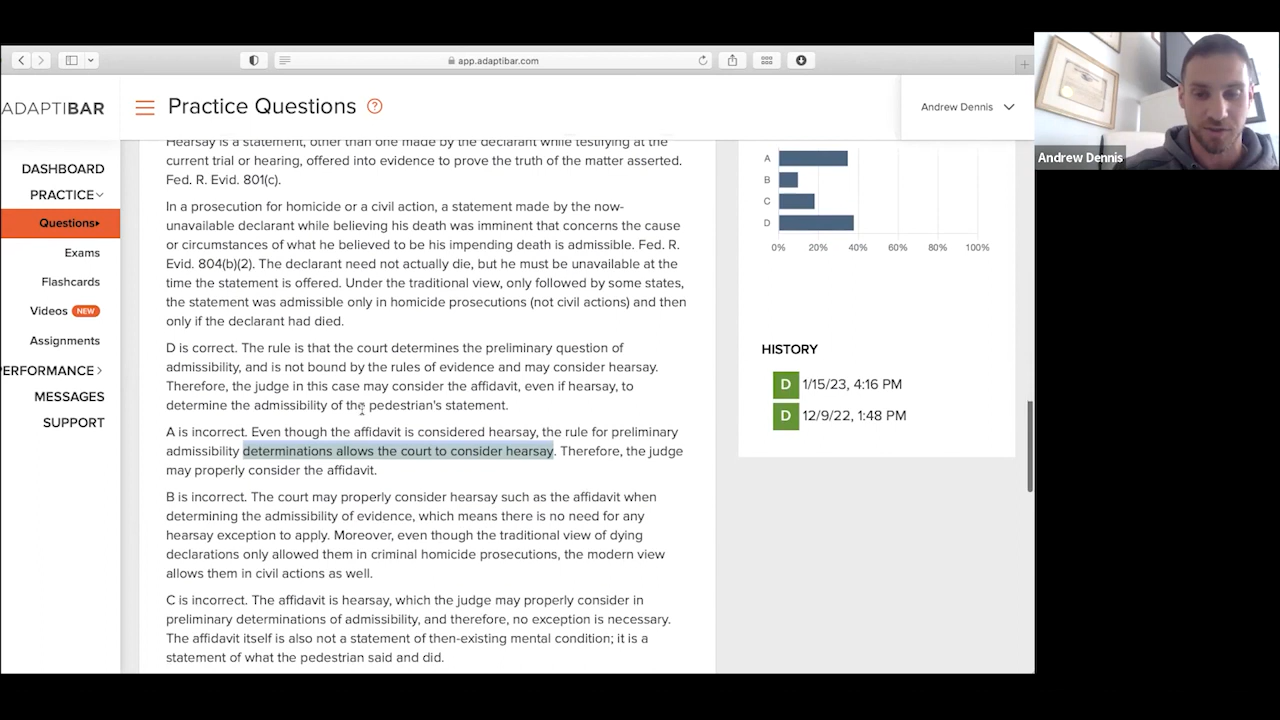 app.adaptibar.com
ADAPTIBAR
Practice Questions ?
Andrew Dennis
Andrew Dennis
DASHBOARD
PRACTICE
Questions
Exams
Flashcards
Videos NEW
Assignments
PERFORMANCE
MESSAGES
SUPPORT
Hearsay is a statement, other than one made by the declarant while testifying at the
current trial or hearing, offered into evidence to prove the truth of the matter asserted.
Fed. R. Evid. 801(c).
In a prosecution for homicide or a civil action, a statement made by the now-
unavailable declarant while believing his death was imminent that concerns the cause
or circumstances of what he believed to be his impending death is admissible. Fed. R.
Evid. 804(b)(2). The declarant need not actually die, but he must be unavailable at the
time the statement is offered. Under the traditional view, only followed by some states,
the statement was admissible only in homicide prosecutions (not civil actions) and then
only if the declarant had died.
D is correct. The rule is that the court determines the preliminary question of
admissibility, and is not bound by the rules of evidence and may consider hearsay.
Therefore, the judge in this case may consider the affidavit, even if hearsay, to
determine the admissibility of the pedestrian's statement.
A is incorrect. Even though the affidavit is considered hearsay, the rule for preliminary
admissibility determinations allows the court to consider hearsay. Therefore, the judge
may properly consider the affidavit.
B is incorrect. The court may properly consider hearsay such as the affidavit when
determining the admissibility of evidence, which means there is no need for any
hearsay exception to apply. Moreover, even though the traditional view of dying
declarations only allowed them in criminal homicide prosecutions, the modern view
allows them in civil actions as well.
C is incorrect. The affidavit is hearsay, which the judge may properly consider in
preliminary determinations of admissibility, and therefore, no exception is necessary.
The affidavit itself is also not a statement of then-existing mental condition; it is a
statement of what the pedestrian said and did.
A
B
C
D
0% 20% 40% 60% 80% 100%
HISTORY
D 1/15/23, 4:16 PM
D 12/9/22, 1:48 PM